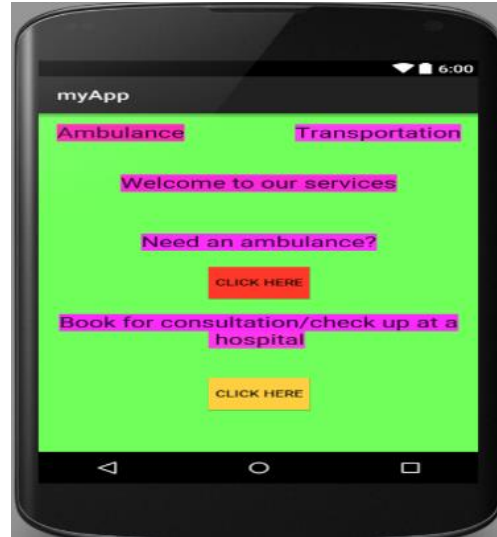 6:00
myApp
Ambulance Transportation
Welcome to our services
Need an ambulance?
CLICK HERE
Book for consultation/check up at a
hospital
CLICK HERE